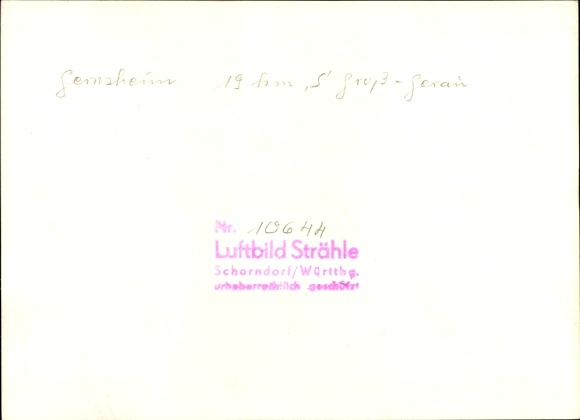 Gernsheim 19 km S' Groß-Gerau
Nr. 10644
Luftbild Strähle
Schorndorf/Württbg.
urheberrechtlich geschützt